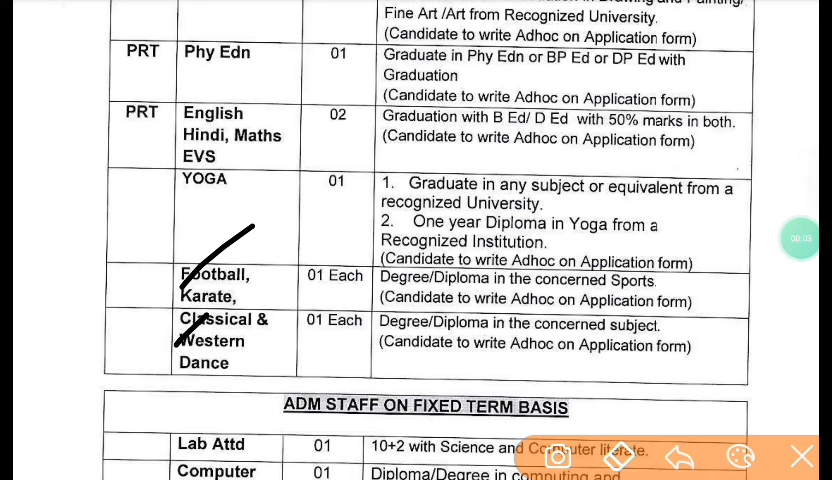 Fine Art /Art from Recognized University.
(Candidate to write Adhoc on Application form)
PRT Phy Edn 01 Graduate in Phy Edn or BP Ed or DP Ed with
Graduation
(Candidate to write Adhoc on Application form)
PRT English 02 Graduation with B Ed/ D Ed with 50% marks in both.
Hindi, Maths (Candidate to write Adhoc on Application form)
EVS
YOGA 01 1. Graduate in any subject or equivalent from a
recognized University.
2. One year Diploma in Yoga from a
Recognized Institution.
(Candidate to write Adhoc on Application form)
Football, 01 Each Degree/Diploma in the concerned Sports.
Karate, (Candidate to write Adhoc on Application form)
Classical & 01 Each Degree/Diploma in the concerned subject.
Western (Candidate to write Adhoc on Application form)
Dance
ADM STAFF ON FIXED TERM BASIS
Lab Attd 01 10+2 with Science and Computer literate.
Computer 01 Diploma/Degree in computing and
00:03